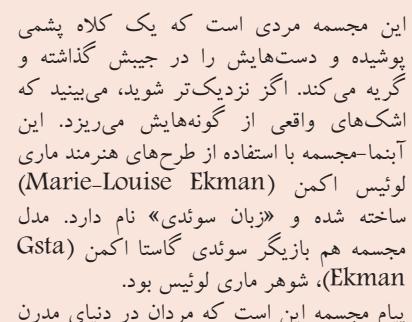 این مجسمه مردی است که یک کلاه پشمی
پوشیده و دست‌هایش را در جیبش گذاشته و
گریه می‌کند. اگر نزدیک‌تر شوید، می‌بینید که
اشک‌های واقعی از گونه‌هایش می‌ریزد. این
آبنما-مجسمه با استفاده از طرح‌های هنرمند ماری
لوئیس اکمن (Marie-Louise Ekman)
ساخته شده و «زبان سوئدی» نام دارد. مدل
مجسمه هم بازیگر سوئدی گاستا اکمن (Gsta
Ekman)، شوهر ماری لوئیس بود.
پیام مجسمه این است که مردان در دنیای مدرن